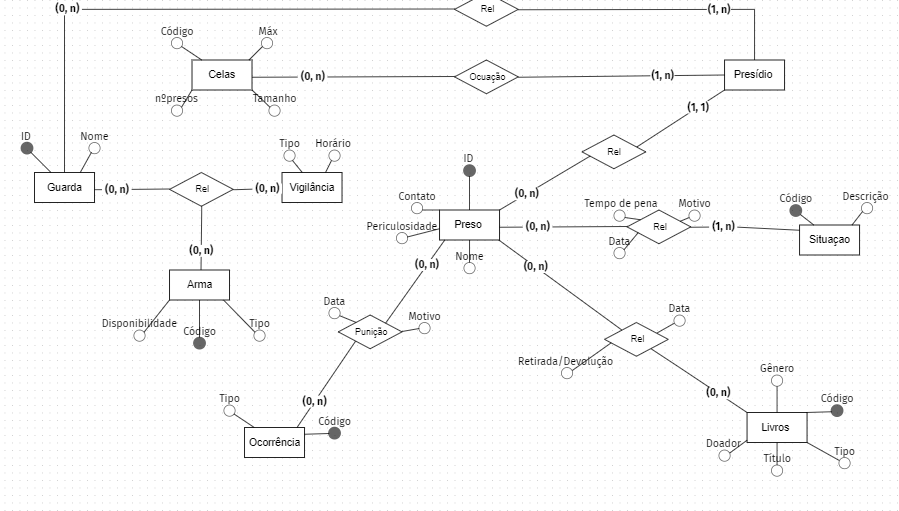 (0, n)
Rel
(1, n)
Código
Máx
Celas
(0, n)
Ocuação
(1, n)
Presídio
nºpresos
Tamanho
(1, 1)
ID
Nome
Tipo
Horário
Rel
ID
Guarda
(0, n)
Rel
(0, n)
Vigilância
Contato
(0, n)
Tempo de pena
Motivo
Código
Descrição
Periculosidade
Preso
(0, n)
Rel
(1, n)
Situaçao
Data
(0, n)
Nome
(0, n)
(0, n)
Arma
Disponibilidade
Código
Tipo
Data
Motivo
Punição
Data
Rel
Retirada/Devolução
Gênero
(0, n)
Código
Tipo
(0, n)
Código
Ocorrência
Livros
Doador
Título
Tipo